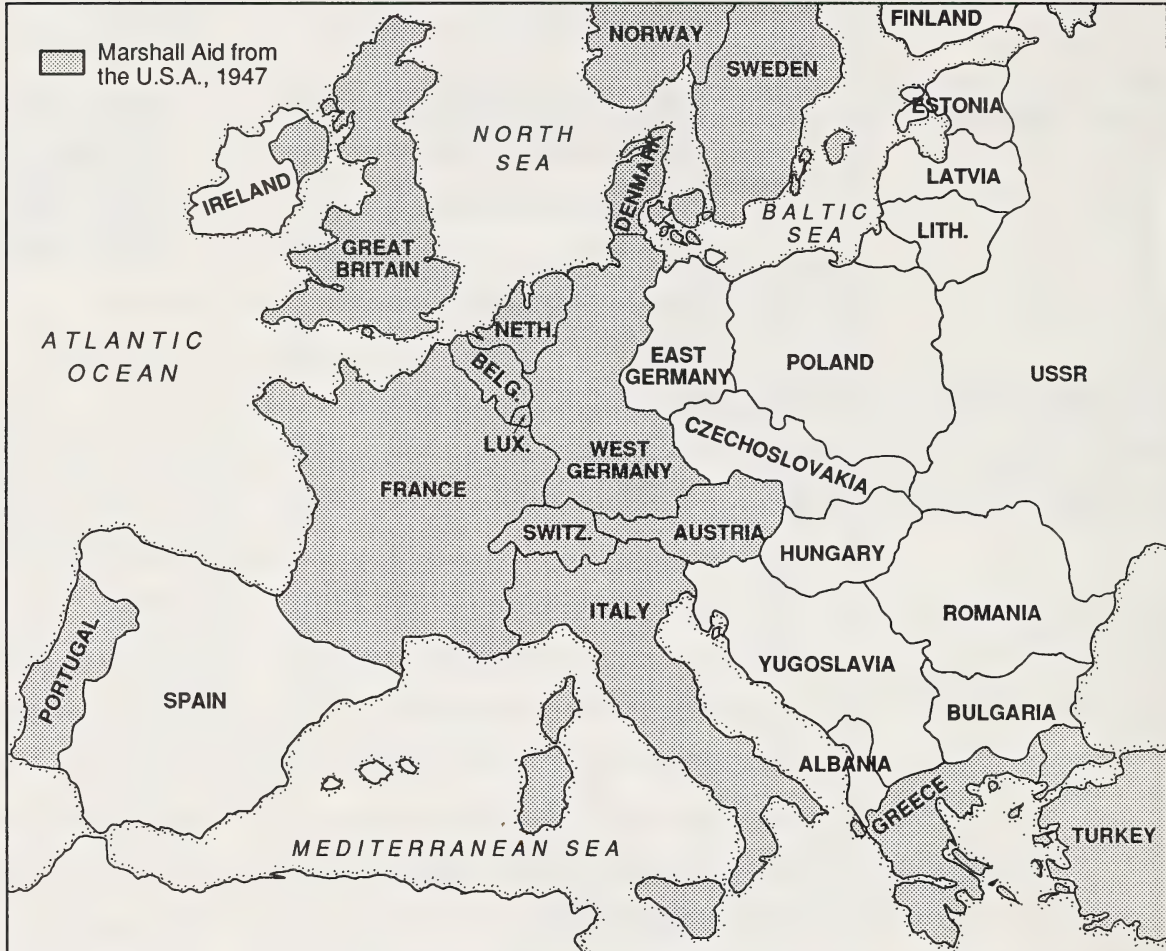 Marshall Aid from
the U.S.A., 1947
NORWAY
SWEDEN
FINLAND
ESTONIA
LATVIA
LITH.
NORTH
SEA
DENMARK
BALTIC
SEA
IRELAND
GREAT
BRITAIN
ATLANTIC
OCEAN
NETH.
BELG.
LUX.
EAST
GERMANY
POLAND
USSR
WEST
GERMANY
CZECHOSLOVAKIA
FRANCE
SWITZ.
AUSTRIA
HUNGARY
ITALY
ROMANIA
PORTUGAL
SPAIN
YUGOSLAVIA
BULGARIA
ALBANIA
GREECE
TURKEY
MEDITERRANEAN SEA